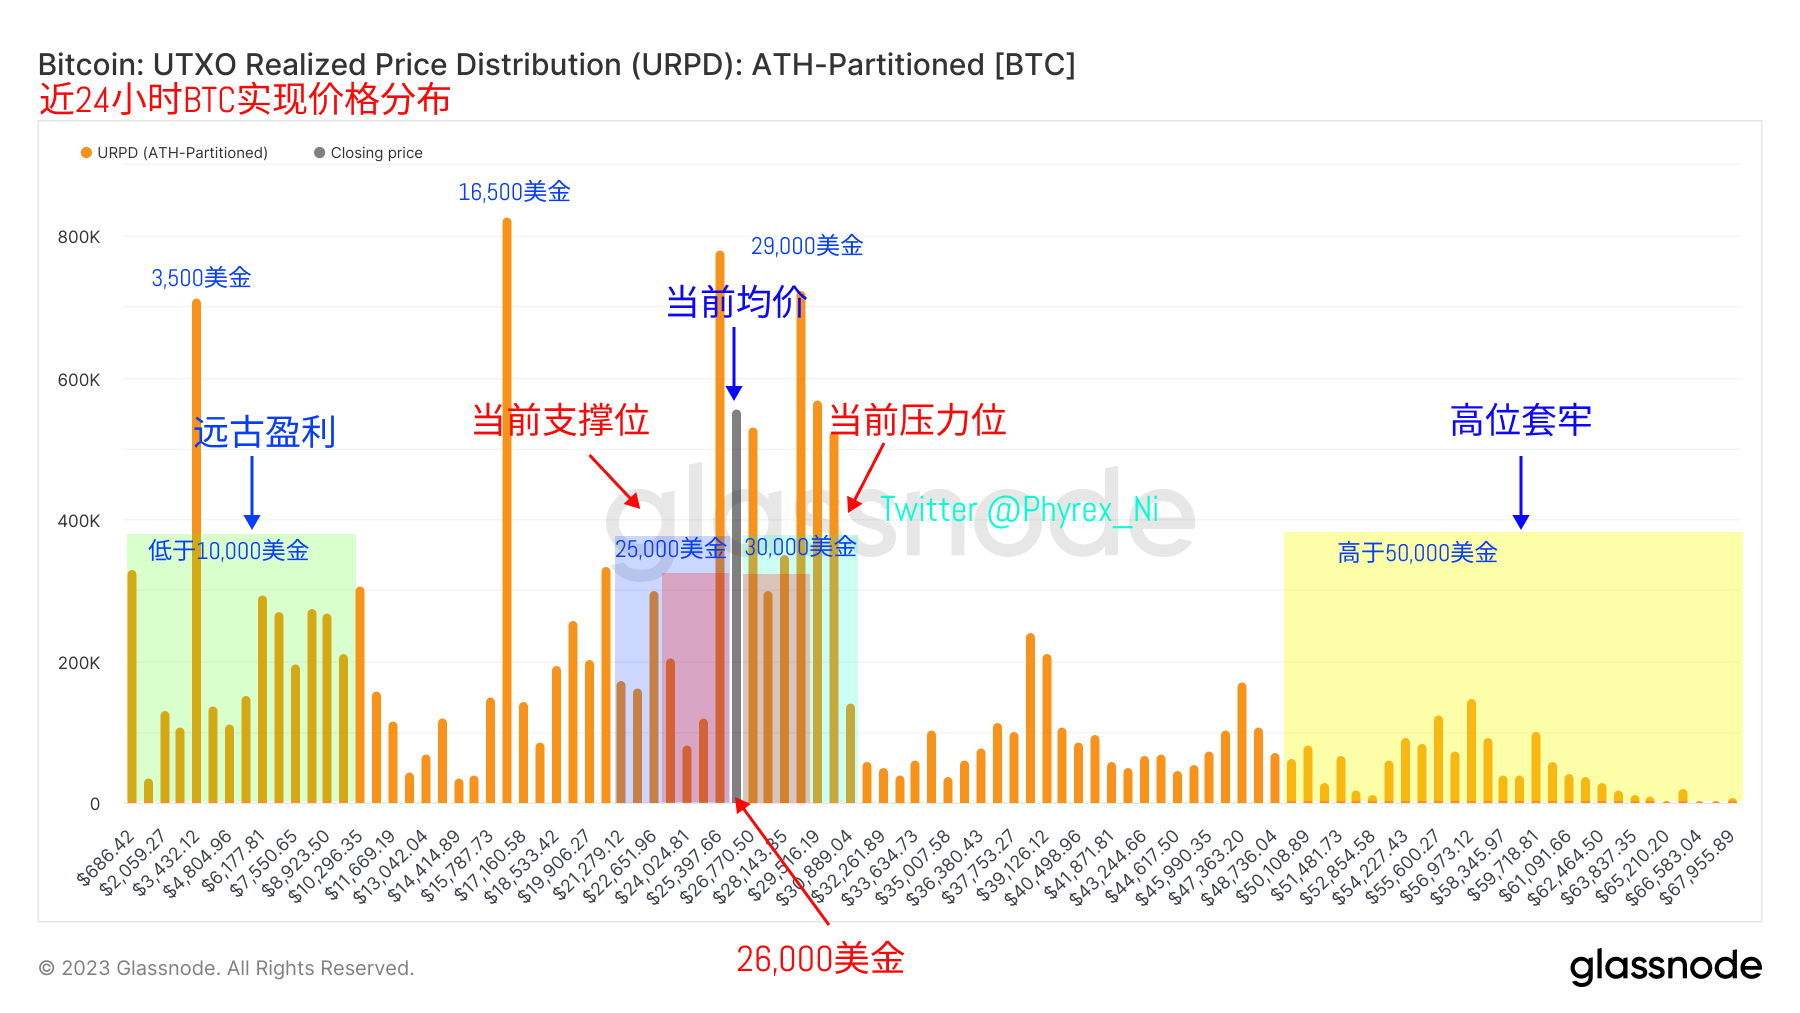 Bitcoin: UTXO Realized Price Distribution (URPD): ATH-Partitioned [BTC]
近24小时BTC实现价格分布
URPD (ATH-Partitioned)
Closing price
16,500美金
29,000美金
3,500美金
当前均价
远古盈利
当前支撑位
当前压力位
高位套牢
glassnode
Twitter @Phyrex_Ni
低于10,000美金
25,000美金
30,000美金
高于50,000美金
800K
600K
400K
200K
0
$686.42
$2,059.27
$3,432.12
$4,804.96
$6,177.81
$7,550.65
$8,923.50
$10,296.35
$11,669.19
$13,042.04
$14,414.89
$15,787.73
$17,160.58
$18,533.42
$19,906.27
$21,279.12
$22,651.96
$24,024.81
$25,397.66
$26,770.50
$28,143.35
$29,516.19
$30,889.04
$32,261.89
$33,634.73
$35,007.58
$36,380.43
$37,753.27
$39,126.12
$40,498.96
$41,871.81
$43,244.66
$44,617.50
$45,990.35
$47,363.20
$48,736.04
$50,108.89
$51,481.73
$52,854.58
$54,227.43
$55,600.27
$56,973.12
$58,345.97
$59,718.81
$61,091.66
$62,464.50
$63,837.35
$65,210.20
$66,583.04
$67,955.89
26,000美金
© 2023 Glassnode. All Rights Reserved.
glassnode